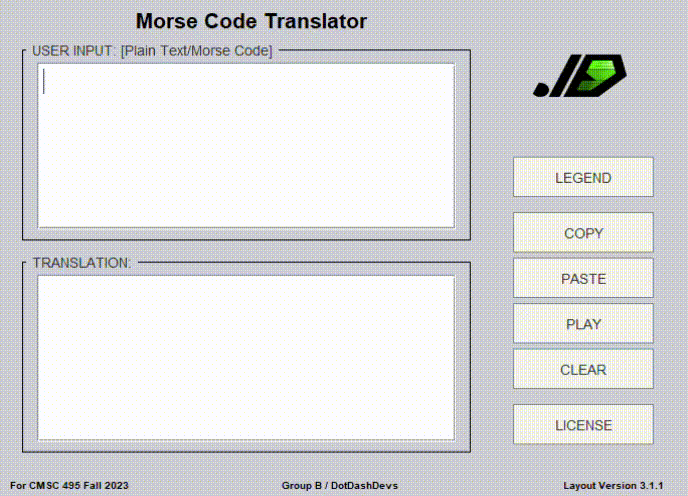 Morse Code Translator
USER INPUT: [Plain Text/Morse Code]
LEGEND
COPY
TRANSLATION:
PASTE
PLAY
CLEAR
LICENSE
For CMSC 495 Fall 2023
Group B / DotDashDevs
Layout Version 3.1.1